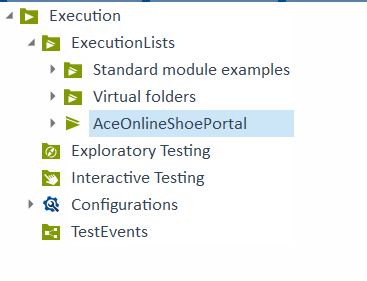 Execution
ExecutionLists
Standard module examples
Virtual folders
AceOnlineShoePortal
Exploratory Testing
Interactive Testing
Configurations
TestEvents